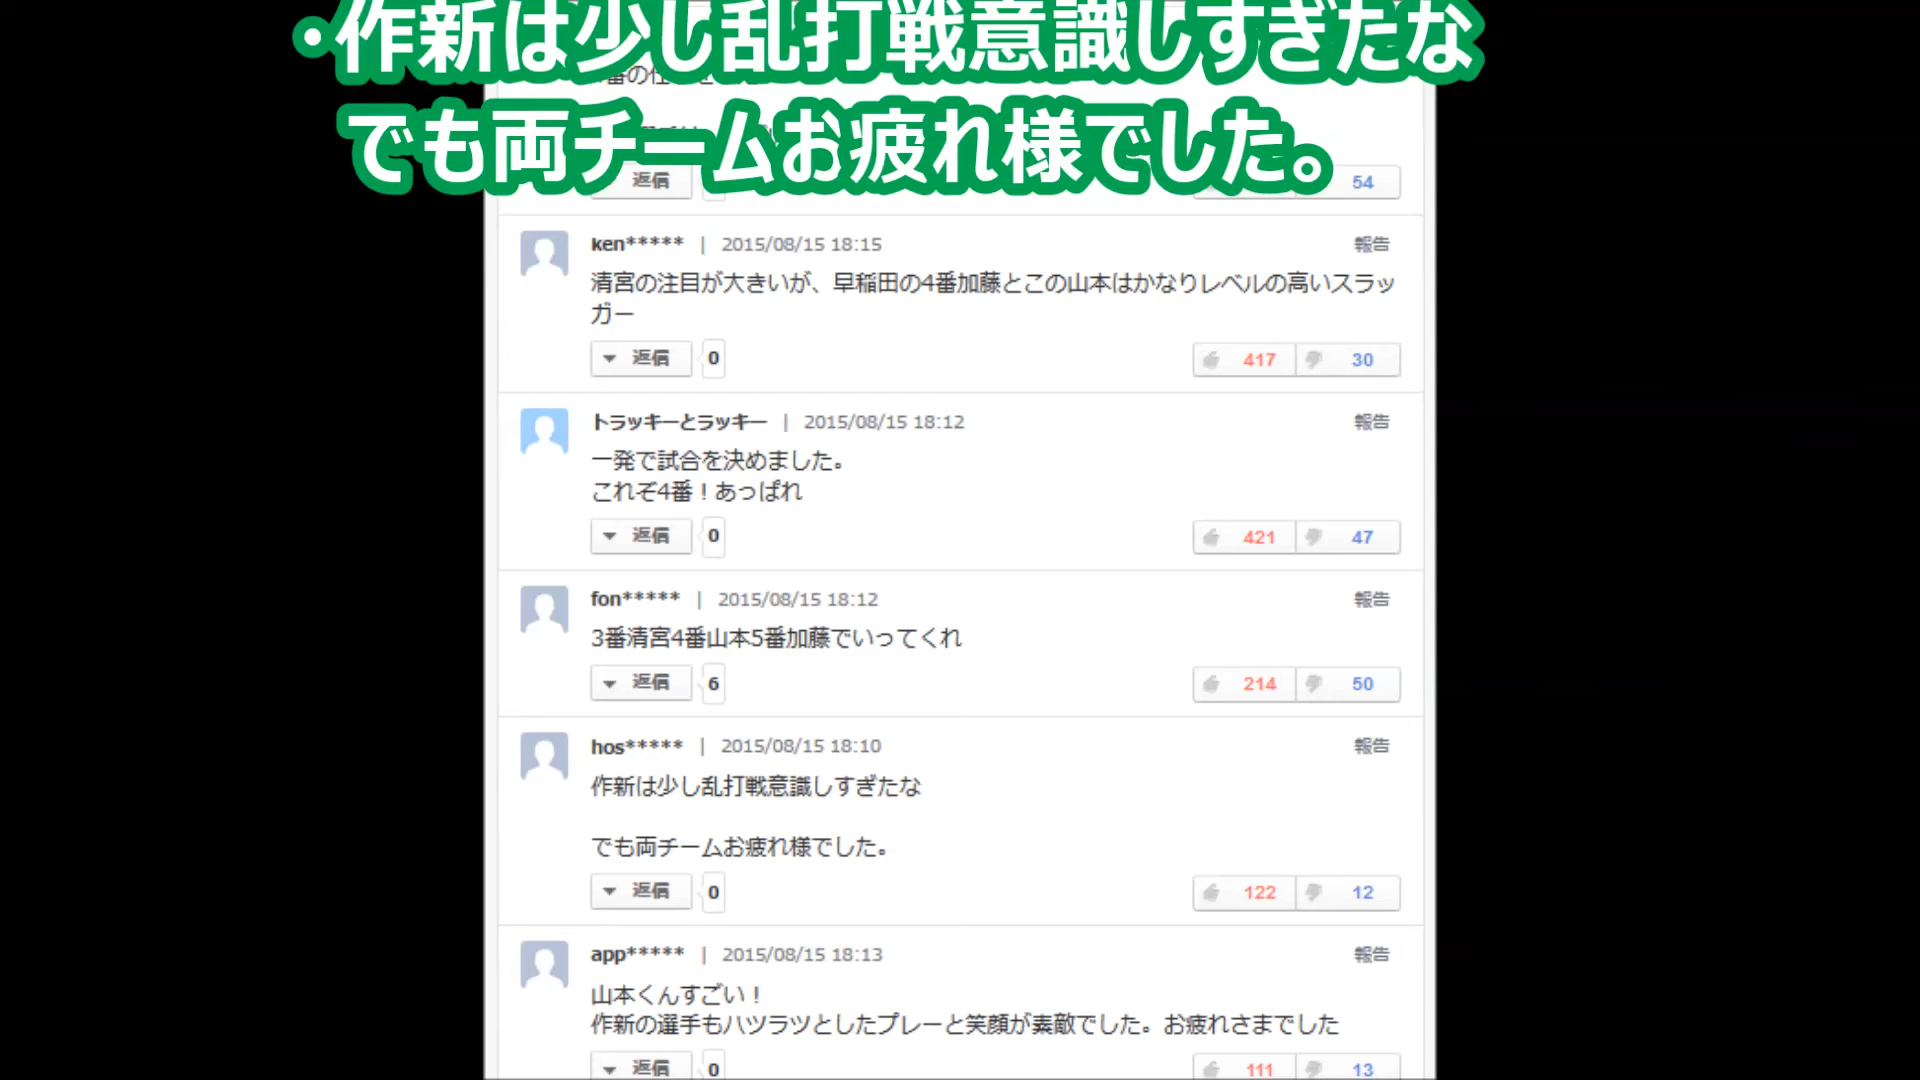 ・作新は少し乱打戦意識しすぎたな
でも両チームお疲れ様でした。
返信
54
ken***** | 2015/08/15 18:15 報告
清宮の注目が大きいが、早稲田の4番加藤とこの山本はかなりレベルの高いスラッ
ガー
返信 0 417 30
トラッキーとラッキー | 2015/08/15 18:12 報告
一発で試合を決めました。
これぞ4番！あっぱれ
返信 0 421 47
fon***** | 2015/08/15 18:12 報告
3番清宮4番山本5番加藤でいってくれ
返信 6 214 50
hos***** | 2015/08/15 18:10 報告
作新は少し乱打戦意識しすぎたな
でも両チームお疲れ様でした。
返信 0 122 12
app***** | 2015/08/15 18:13 報告
山本くんすごい！
作新の選手もハツラツとしたプレーと笑顔が素敵でした。お疲れさまでした
返信 0 111 13